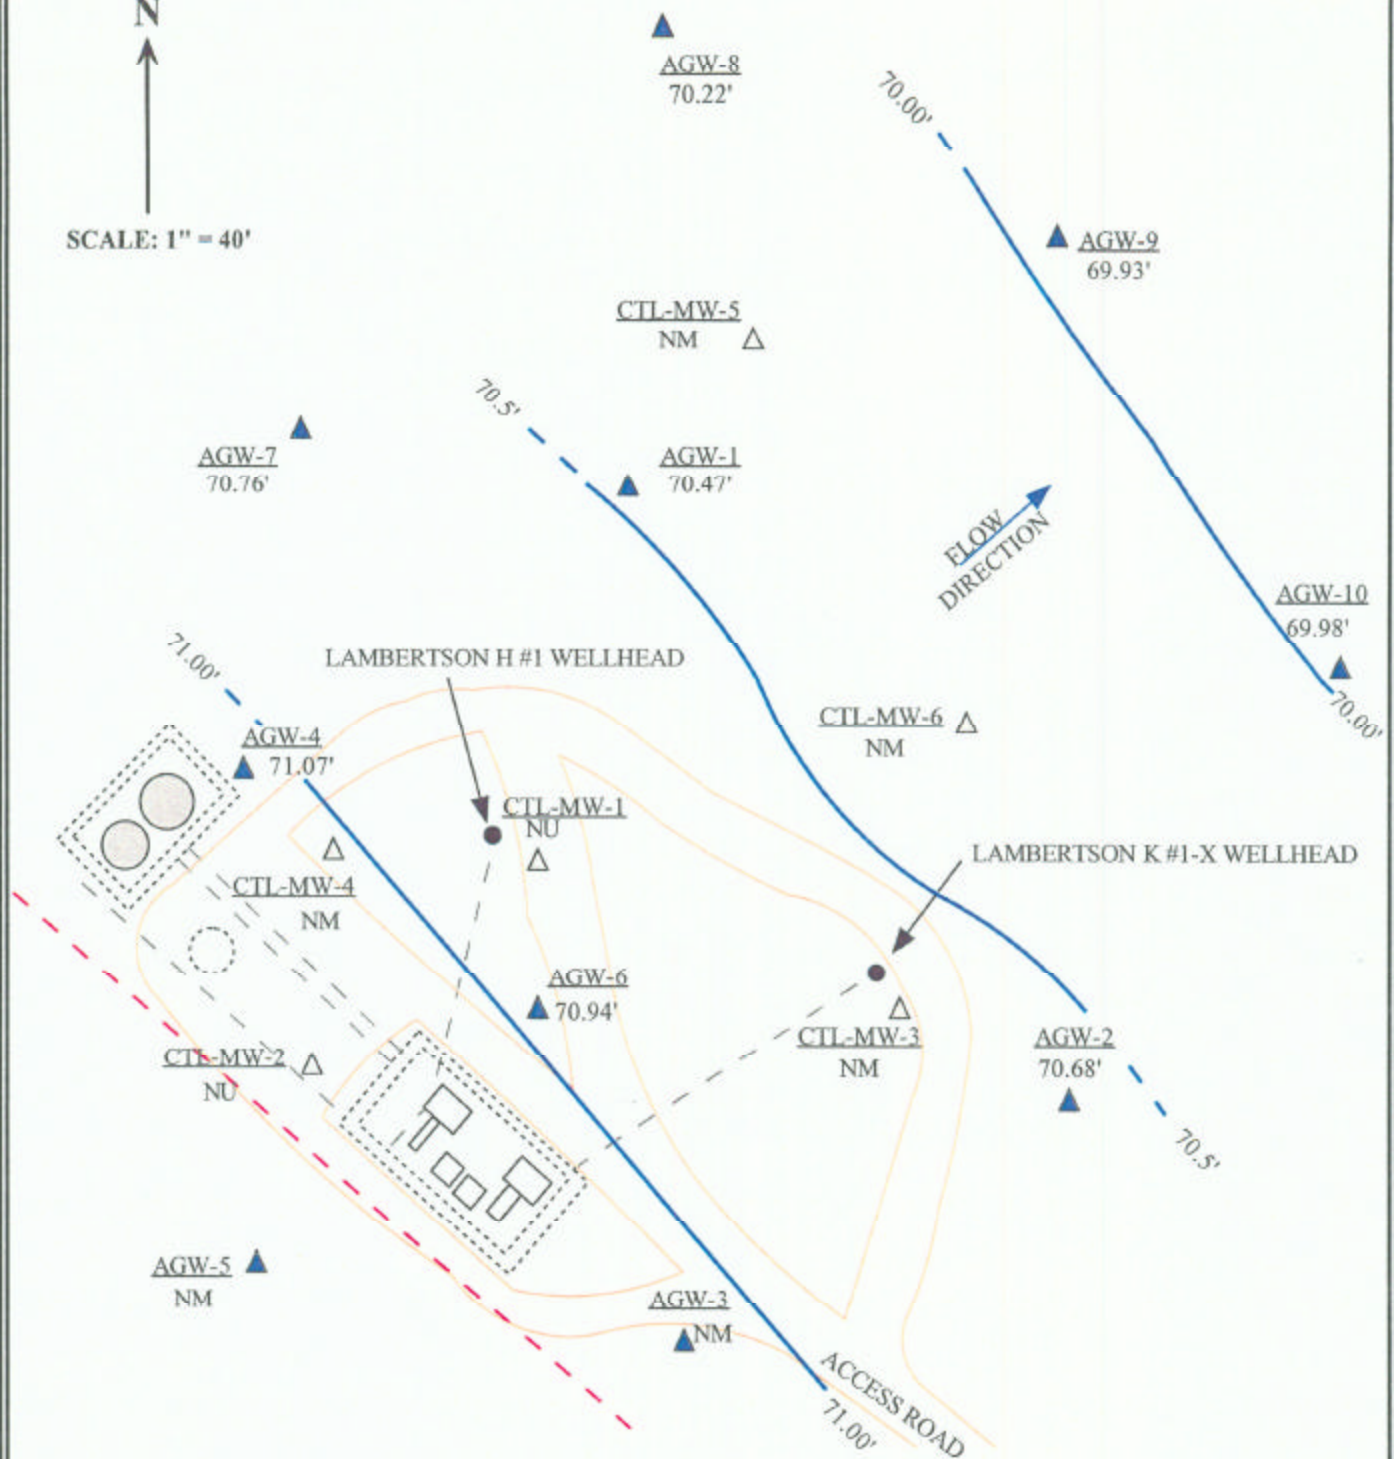 N
AGW-8
70.22'
70.00'
SCALE: 1" = 40'
AGW-9
69.93'
CTL-MW-5
NM
70.5'
AGW-7
70.76'
AGW-1
70.47'
FLOW
DIRECTION
AGW-10
69.98'
71.00'
LAMBERTSON H #1 WELLHEAD
CTL-MW-6
NM
70.00'
AGW-4
71.07'
CTL-MW-1
NU
LAMBERTSON K #1-X WELLHEAD
CTL-MW-4
NM
AGW-6
70.94'
CTL-MW-3
NM
AGW-2
70.68'
CTL-MW-2
NU
70.5'
AGW-5
NM
AGW-3
NM
ACCESS ROAD
71.00'